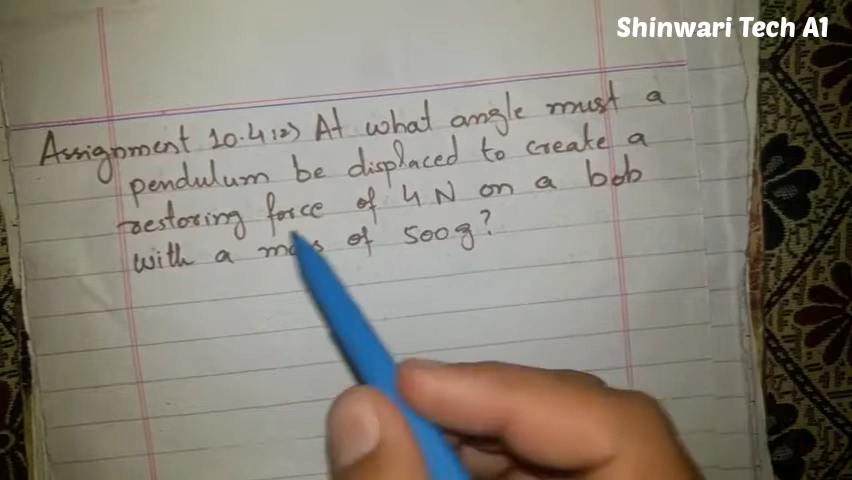 Shinwari Tech A1
Assignment 10.4(2) At what angle must a
pendulum be displaced to create a
restoring force of 4 N on a bob
with a mass of 500g?